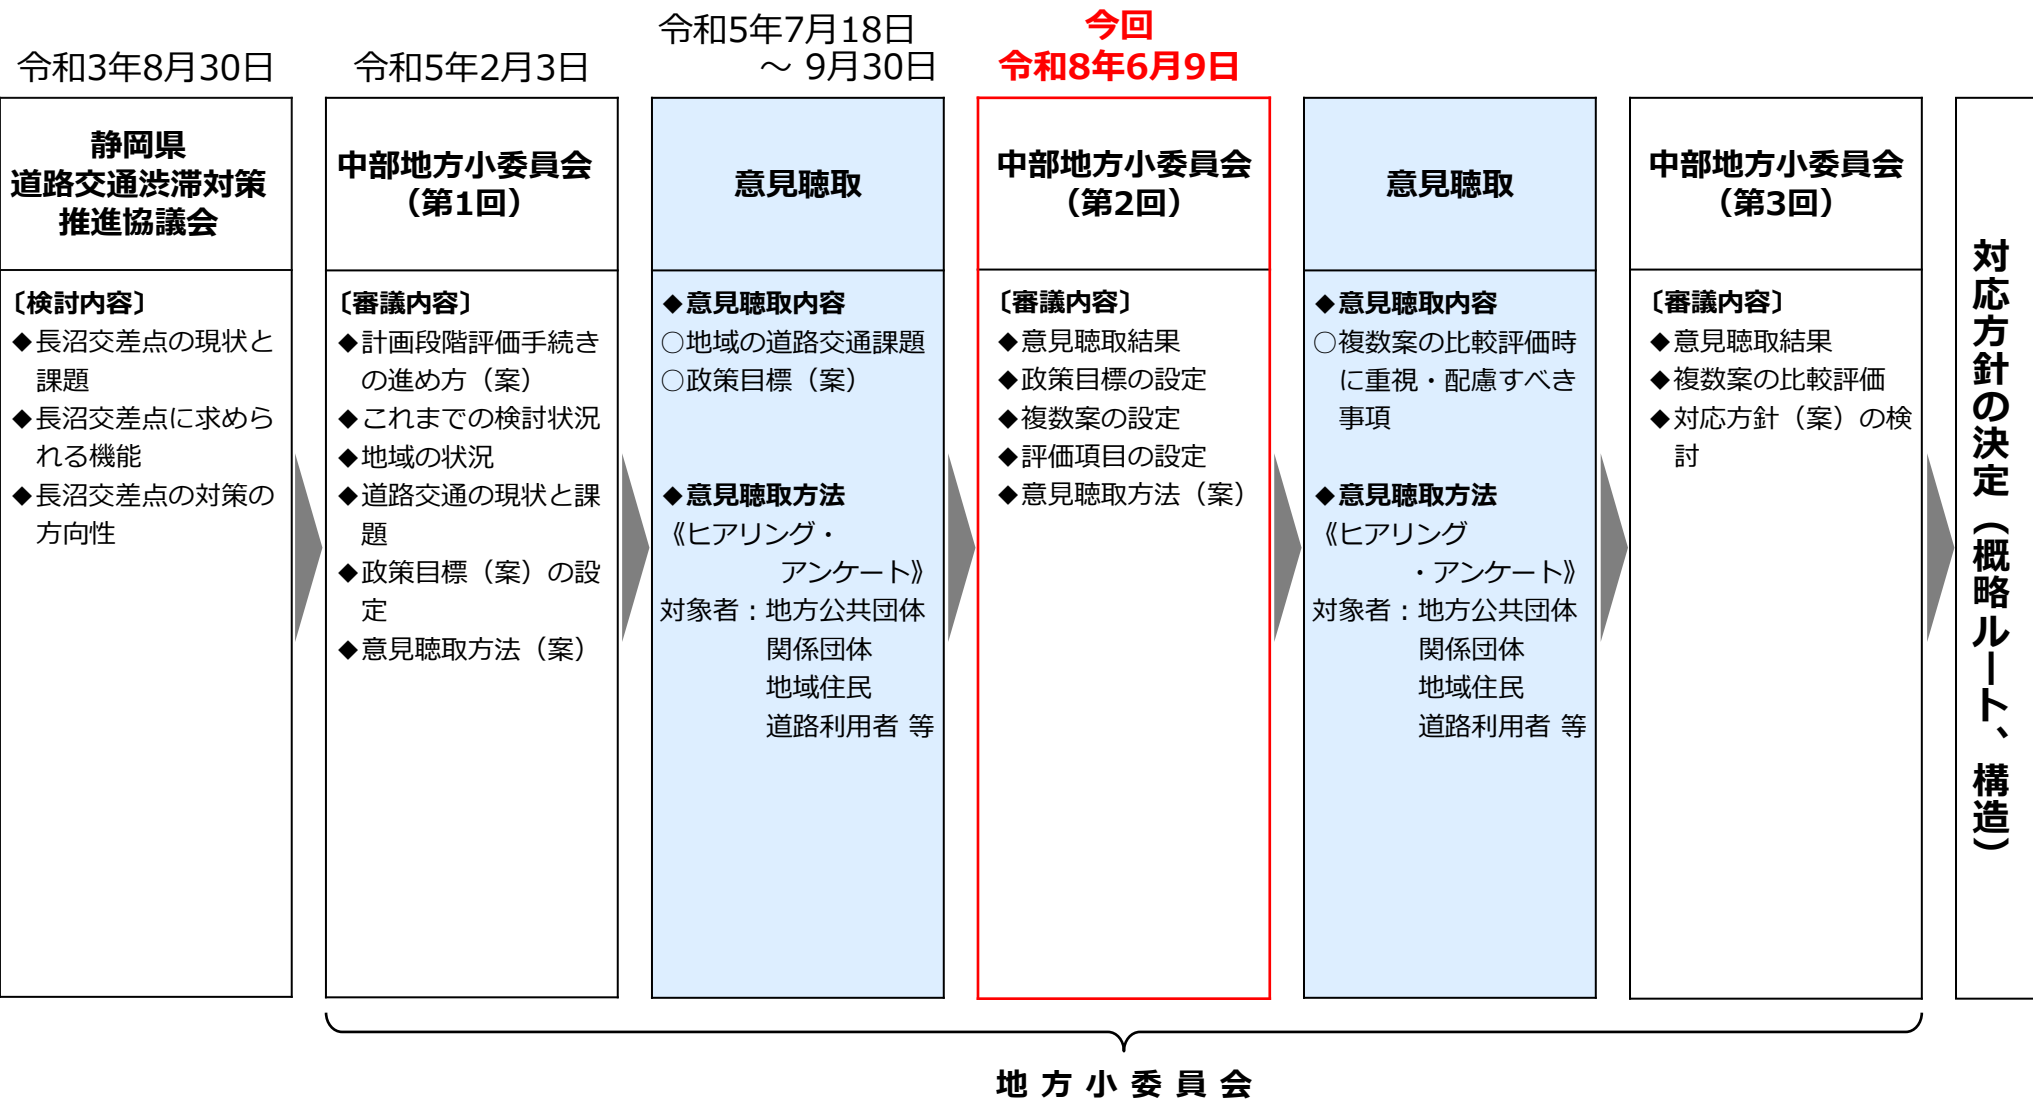 令和3年8月30日
静岡県
道路交通渋滞対策
推進協議会
〔検討内容〕
◆長沼交差点の現状と
課題
◆長沼交差点に求めら
れる機能
◆長沼交差点の対策の
方向性
令和5年2月3日
中部地方小委員会
（第1回）
〔審議内容〕
◆計画段階評価手続き
の進め方（案）
◆これまでの検討状況
◆地域の状況
◆道路交通の現状と課
題
◆政策目標（案）の設
定
◆意見聴取方法（案）
令和5年7月18日
～ 9月30日
意見聴取
◆意見聴取内容
○地域の道路交通課題
○政策目標（案）
◆意見聴取方法
《ヒアリング・
アンケート》
対象者：地方公共団体
関係団体
地域住民
道路利用者 等
今回
令和8年6月9日
中部地方小委員会
（第2回）
〔審議内容〕
◆意見聴取結果
◆政策目標の設定
◆複数案の設定
◆評価項目の設定
◆意見聴取方法（案）
意見聴取
◆意見聴取内容
○複数案の比較評価時
に重視・配慮すべき
事項
◆意見聴取方法
《ヒアリング
・アンケート》
対象者：地方公共団体
関係団体
地域住民
道路利用者 等
中部地方小委員会
（第3回）
〔審議内容〕
◆意見聴取結果
◆複数案の比較評価
◆対応方針（案）の検
討
対応方針の決定（概略ルート、構造）
地方小委員会